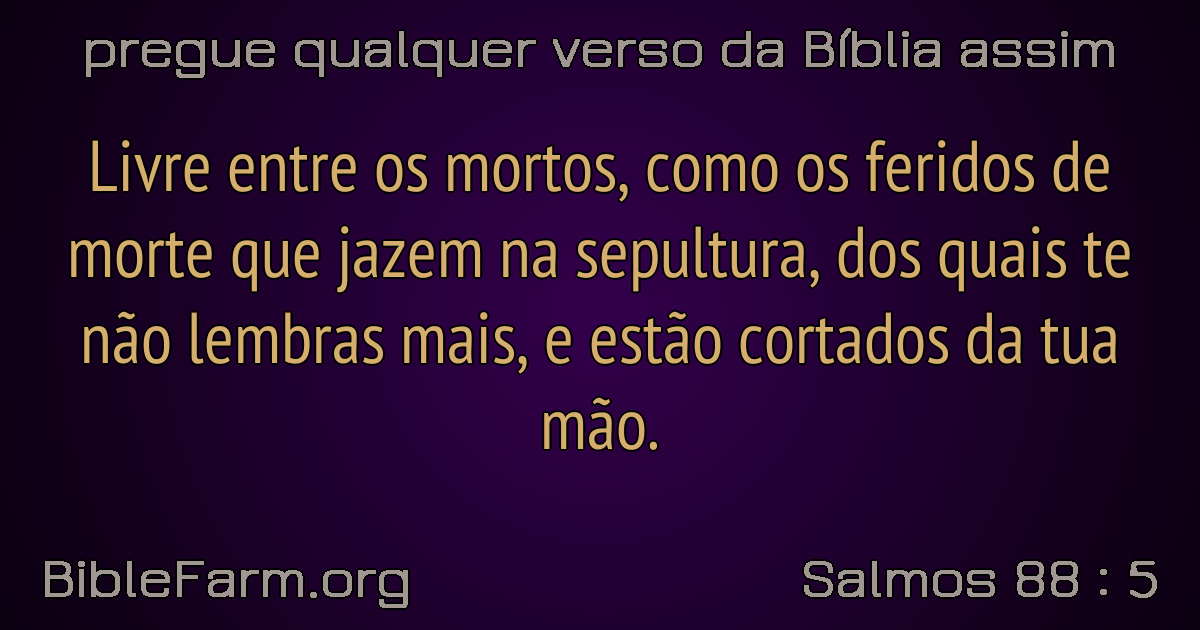 pregue qualquer verso da Bíblia assim
Livre entre os mortos, como os feridos de
morte que jazem na sepultura, dos quais te
não lembras mais, e estão cortados da tua
mão.
BibleFarm.org
Salmos 88 : 5